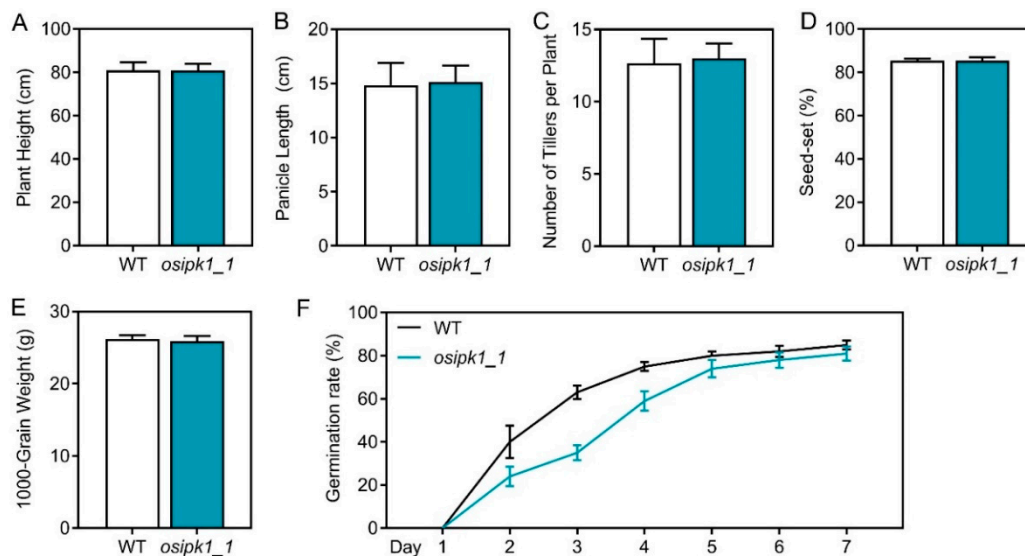 A
Plant Height (cm)
100
80
60
40
20
0
WT osipk1_1
B
Panicle Length (cm)
20
15
10
5
0
WT osipk1_1
C
Number of Tillers per Plant
15
10
5
0
WT osipk1_1
D
Seed-set (%)
100
80
60
40
20
0
WT osipk1_1
E
1000-Grain Weight (g)
30
20
10
0
WT osipk1_1
F
Germination rate (%)
100
80
60
40
20
0
WT
osipk1_1
Day 1 2 3 4 5 6 7